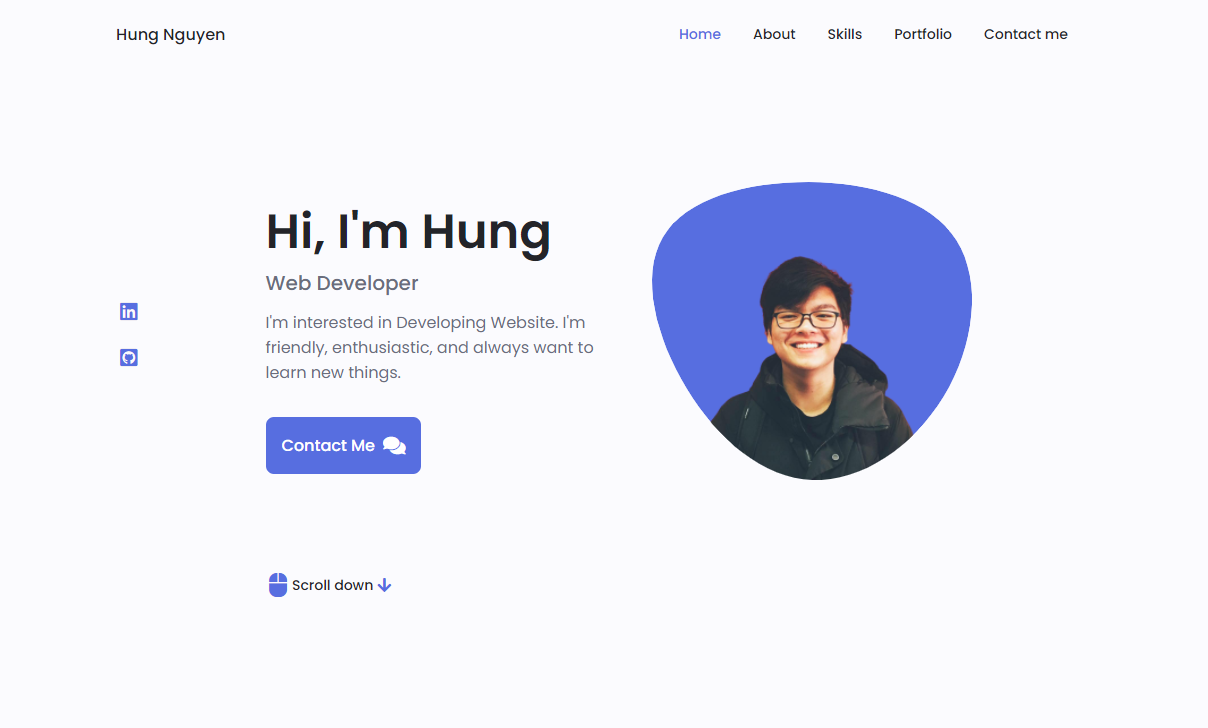 Hung Nguyen
Home About Skills Portfolio Contact me
Hi, I'm Hung
Web Developer
I'm interested in Developing Website. I'm
friendly, enthusiastic, and always want to
learn new things.
in
Contact Me
Scroll down